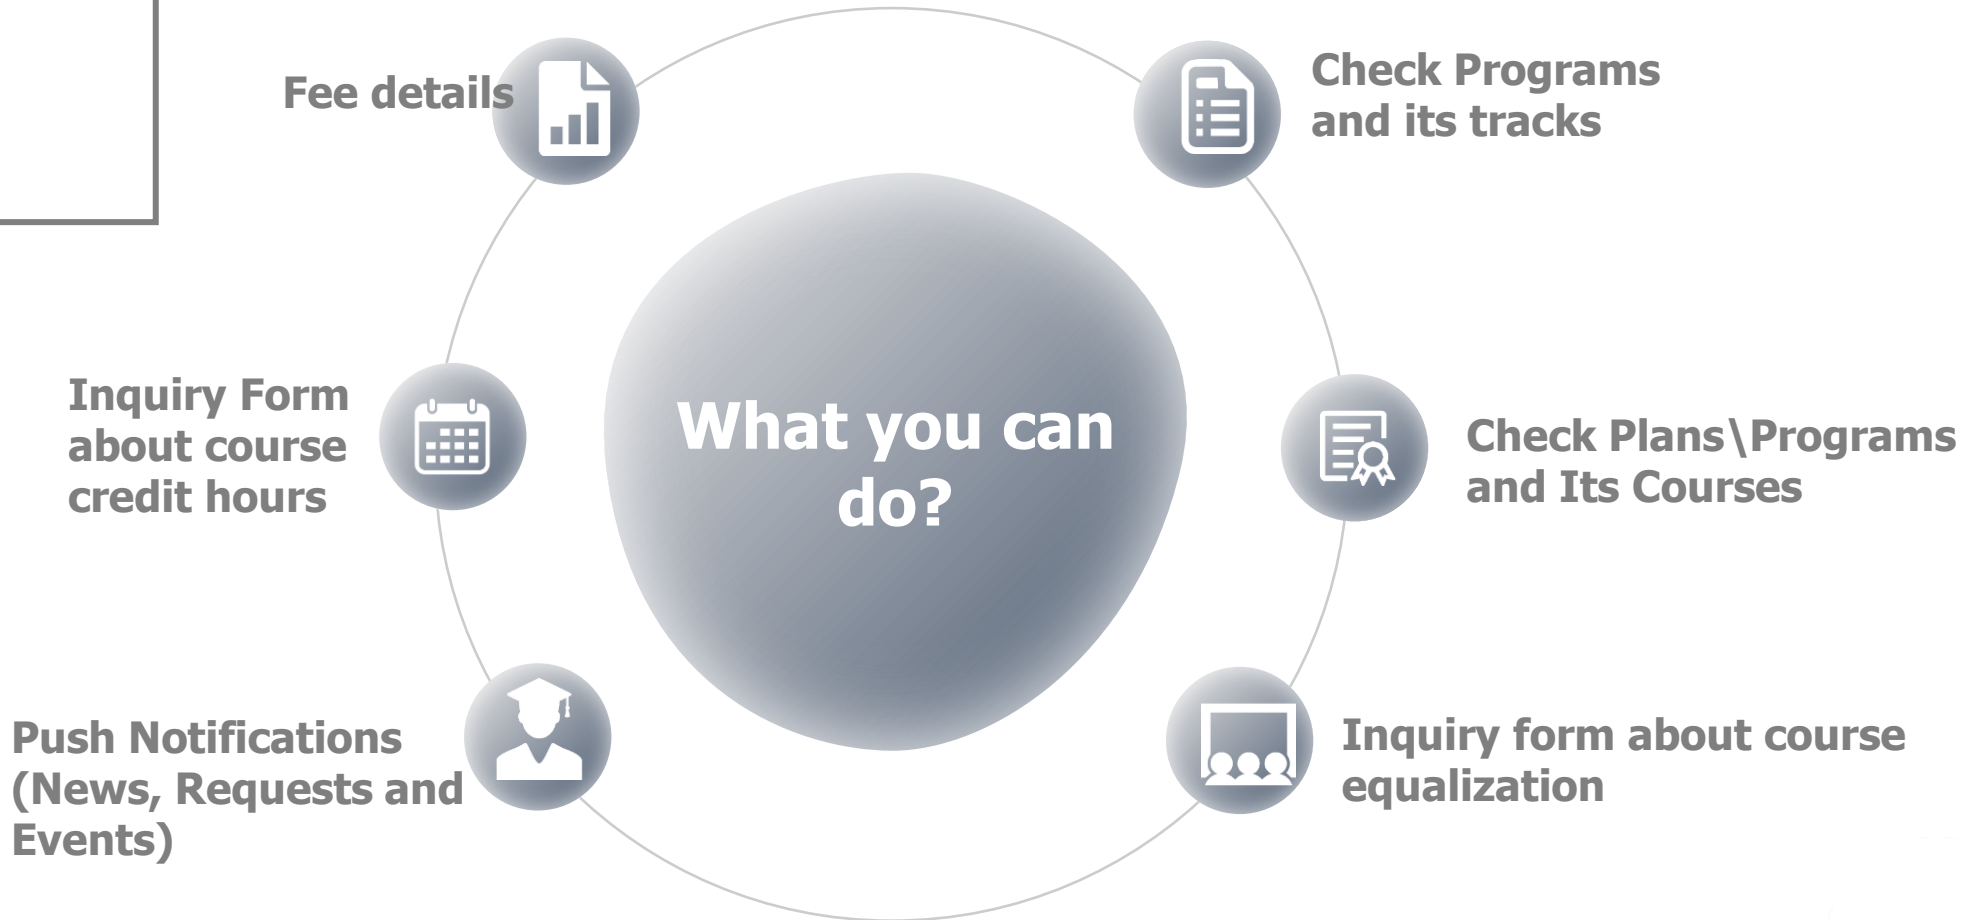 Fee details
Check Programs
and its tracks
What you can
do?
Inquiry Form
about course
credit hours
Check Plans\Programs
and Its Courses
Push Notifications
(News, Requests and
Events)
Inquiry form about course
equalization